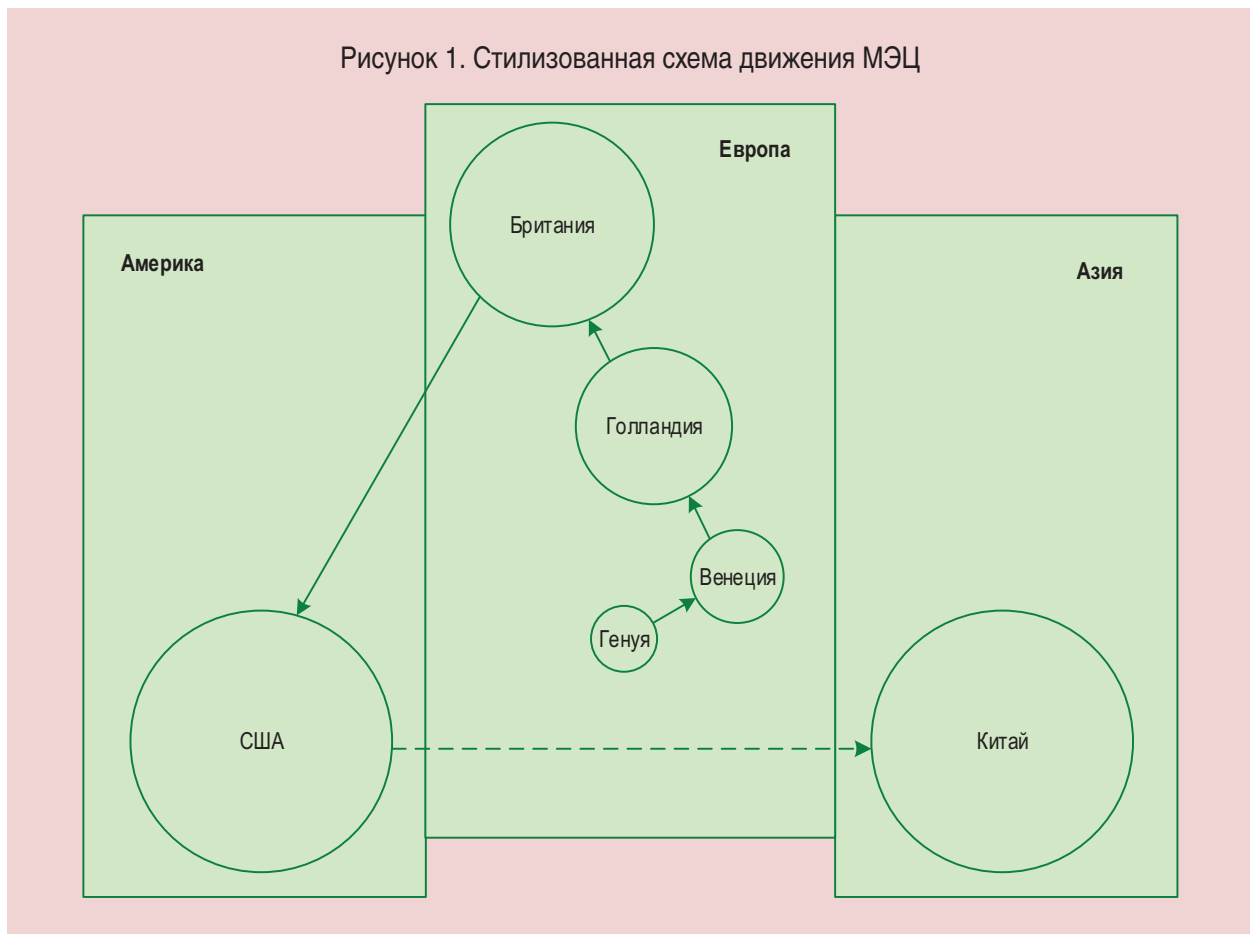 Рисунок 1. Стилизованная схема движения МЭЦ
Европа
Британия
Америка
Азия
Голландия
Венеция
Генуя
США
Китай